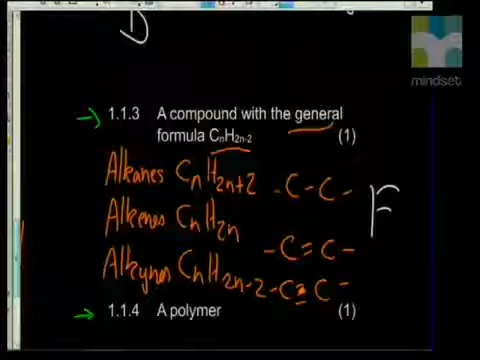 D
mindset
1.1.3 A compound with the general
formula CnH2n-2 (1)
Alkanes CnH2n+2 - C - C -
Alkenes CnH2n
- C = C -
F
Alkynes CnH2n-2 - C ≡ C -
1.1.4 A polymer (1)